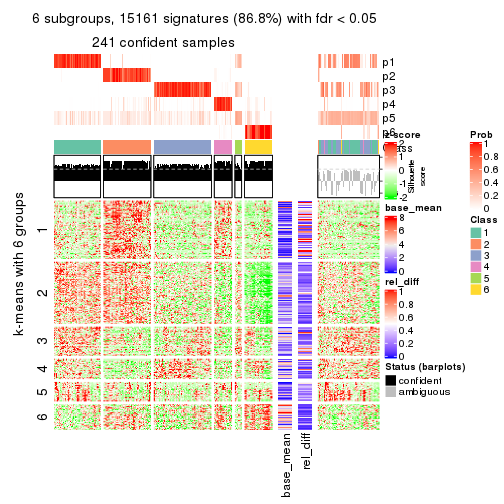 6 subgroups, 15161 signatures (86.8%) with fdr < 0.05
241 confident samples
p1
p2
p3
p4
p5
p6
Class
z-score
2
1
0
-1
-2
Silhouette
score
Prob
1
0.8
0.6
0.4
0.2
0
base_mean
8
6
4
2
0
Class
1
2
3
4
5
6
rel_diff
1
0.8
0.6
0.4
0.2
0
Status (barplots)
confident
ambiguous
k-means with 6 groups
1
2
3
4
5
6
base_mean
rel_diff